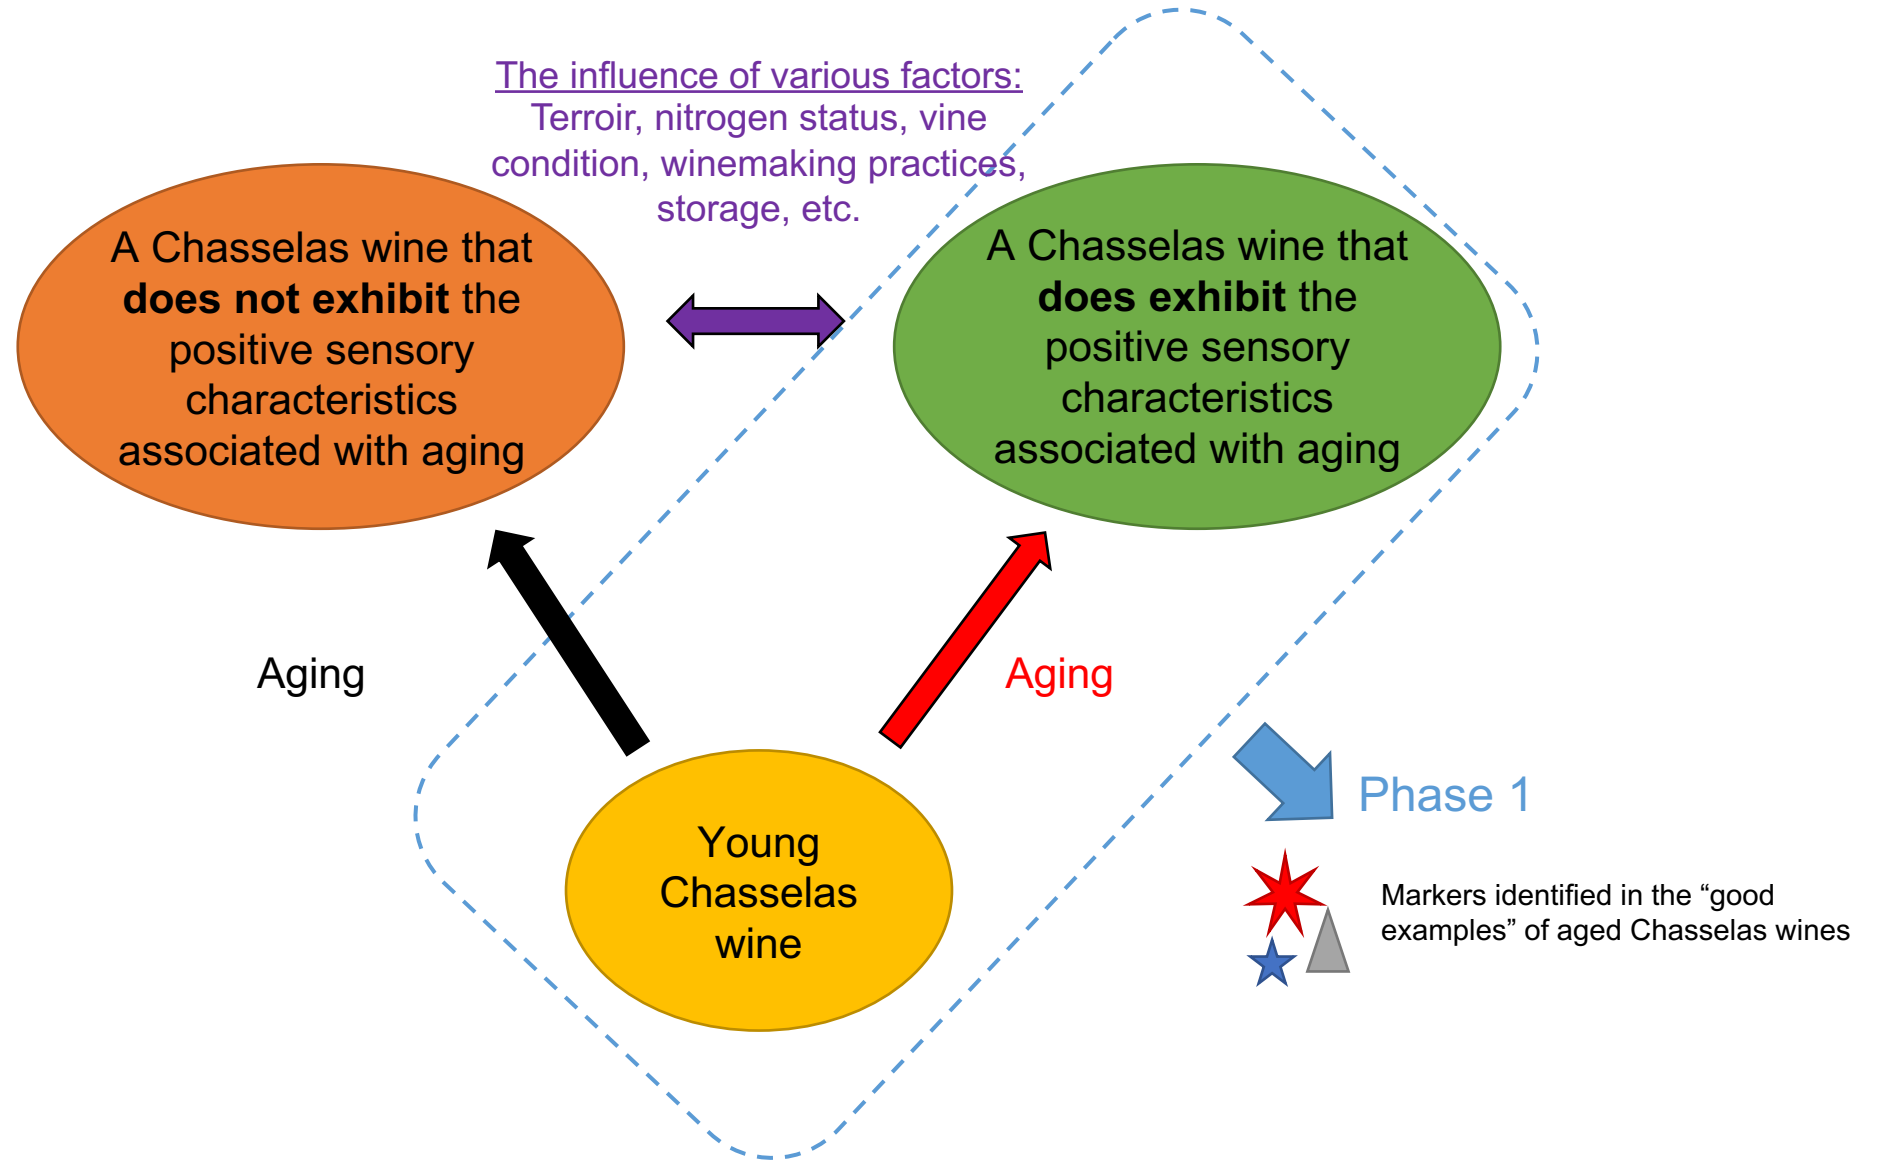 The influence of various factors:
Terroir, nitrogen status, vine
condition, winemaking practices,
storage, etc.
A Chasselas wine that
does not exhibit the
positive sensory
characteristics
associated with aging
A Chasselas wine that
does exhibit the
positive sensory
characteristics
associated with aging
Aging
Aging
Young
Chasselas
wine
Phase 1
Markers identified in the “good
examples” of aged Chasselas wines